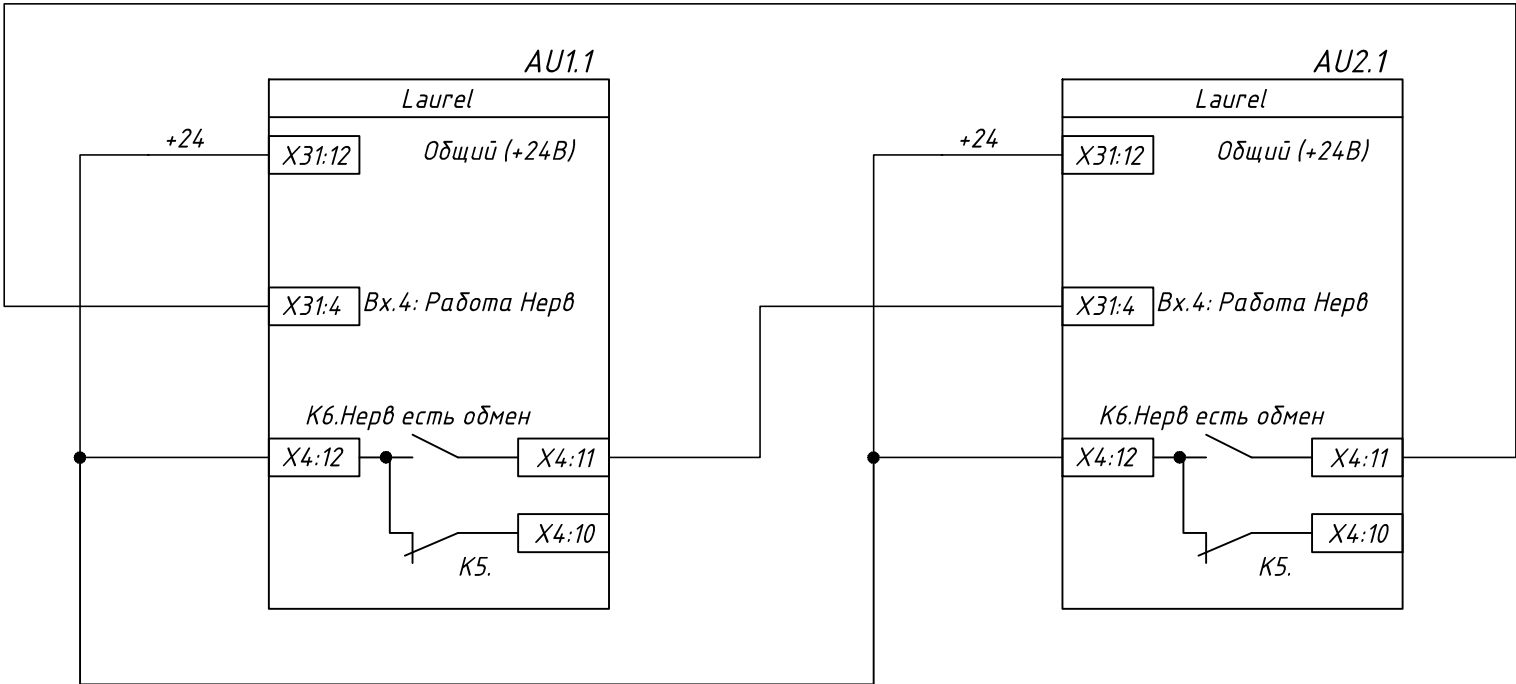 AU1.1
Laurel
+24
X31:12
Общий (+24В)
X31:4
Вх.4: Работа Нерв
К6.Нерв есть обмен
X4:12
X4:11
X4:10
К5.
AU2.1
Laurel
+24
X31:12
Общий (+24В)
X31:4
Вх.4: Работа Нерв
К6.Нерв есть обмен
X4:12
X4:11
X4:10
К5.